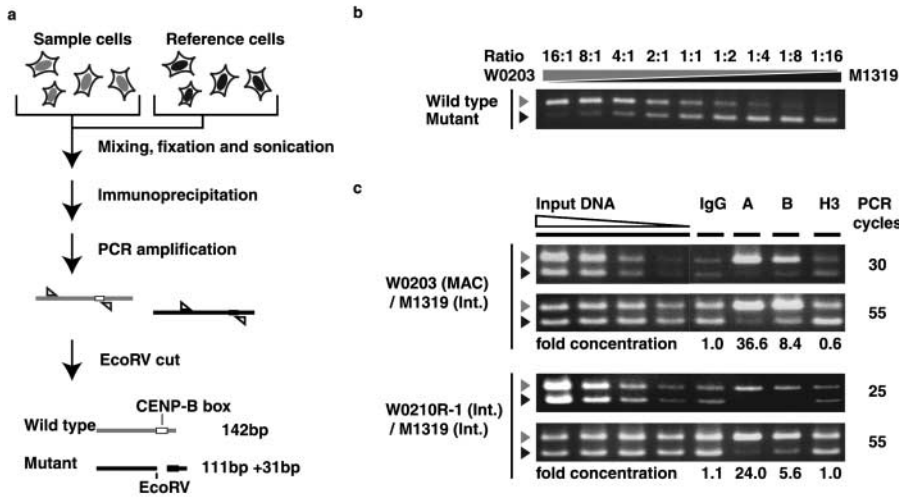 a
Sample cells Reference cells
Mixing, fixation and sonication
Immunoprecipitation
PCR amplification
EcoRV cut
CENP-B box
Wild type 142bp
Mutant 111bp +31bp
EcoRV
b
Ratio 16:1 8:1 4:1 2:1 1:1 1:2 1:4 1:8 1:16
W0203 M1319
Wild type
Mutant
c
Input DNA IgG A B H3 PCR cycles
W0203 (MAC) / M1319 (Int.)
30
55
fold concentration 1.0 36.6 8.4 0.6
W0210R-1 (Int.) / M1319 (Int.)
25
55
fold concentration 1.1 24.0 5.6 1.0